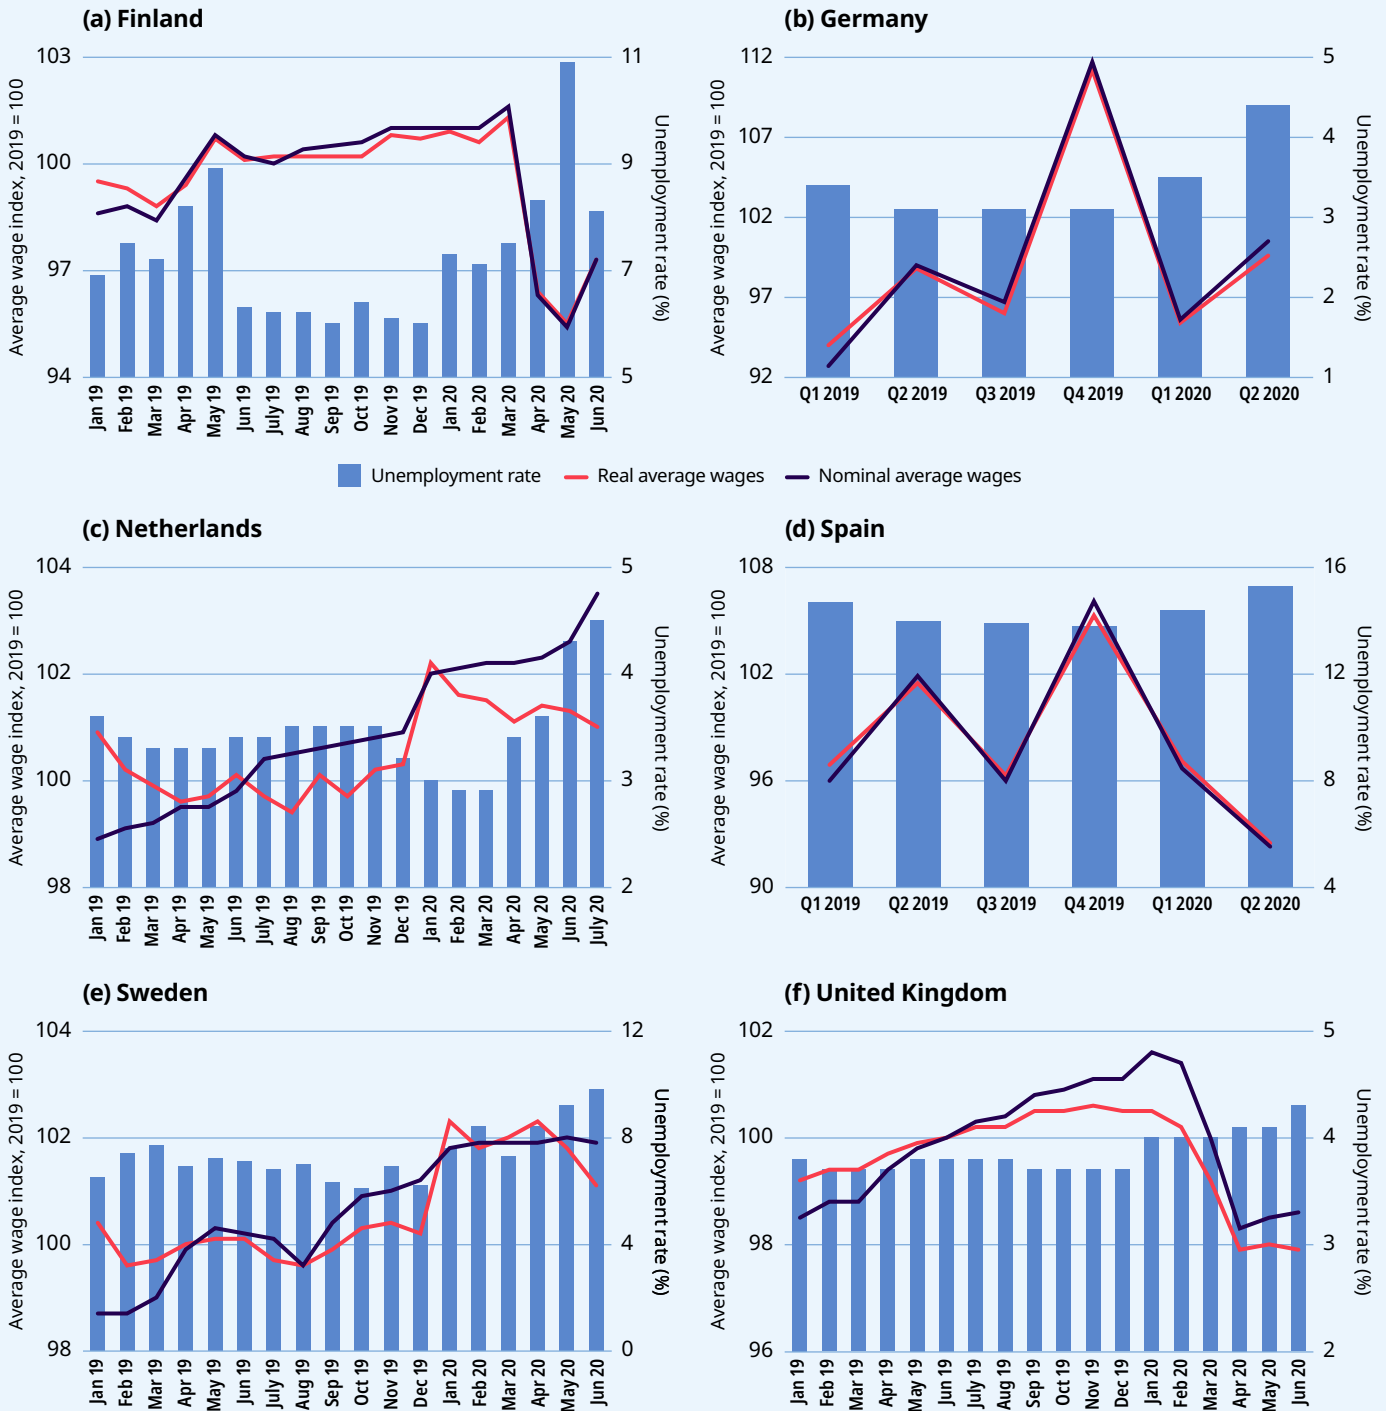 (a) Finland
Average wage index, 2019 = 100
103
100
97
94
11
9
7
5
Unemployment rate (%)
Jan 19
Feb 19
Mar 19
Apr 19
May 19
Jun 19
July 19
Aug 19
Sep 19
Oct 19
Nov 19
Dec 19
Jan 20
Feb 20
Mar 20
Apr 20
May 20
Jun 20
(b) Germany
Average wage index, 2019 = 100
112
107
102
97
92
5
4
3
2
1
Unemployment rate (%)
Q1 2019
Q2 2019
Q3 2019
Q4 2019
Q1 2020
Q2 2020
Unemployment rate
Real average wages
Nominal average wages
(c) Netherlands
Average wage index, 2019 = 100
104
102
100
98
5
4
3
2
Unemployment rate (%)
Jan 19
Feb 19
Mar 19
Apr 19
May 19
Jun 19
July 19
Aug 19
Sep 19
Oct 19
Nov 19
Dec 19
Jan 20
Feb 20
Mar 20
Apr 20
May 20
Jun 20
July 20
(d) Spain
Average wage index, 2019 = 100
108
102
96
90
16
12
8
4
Unemployment rate (%)
Q1 2019
Q2 2019
Q3 2019
Q4 2019
Q1 2020
Q2 2020
(e) Sweden
Average wage index, 2019 = 100
104
102
100
98
12
8
4
0
Unemployment rate (%)
Jan 19
Feb 19
Mar 19
Apr 19
May 19
Jun 19
July 19
Aug 19
Sep 19
Oct 19
Nov 19
Dec 19
Jan 20
Feb 20
Mar 20
Apr 20
May 20
Jun 20
(f) United Kingdom
Average wage index, 2019 = 100
102
100
98
96
5
4
3
2
Unemployment rate (%)
Jan 19
Feb 19
Mar 19
Apr 19
May 19
Jun 19
July 19
Aug 19
Sep 19
Oct 19
Nov 19
Dec 19
Jan 20
Feb 20
Mar 20
Apr 20
May 20
Jun 20